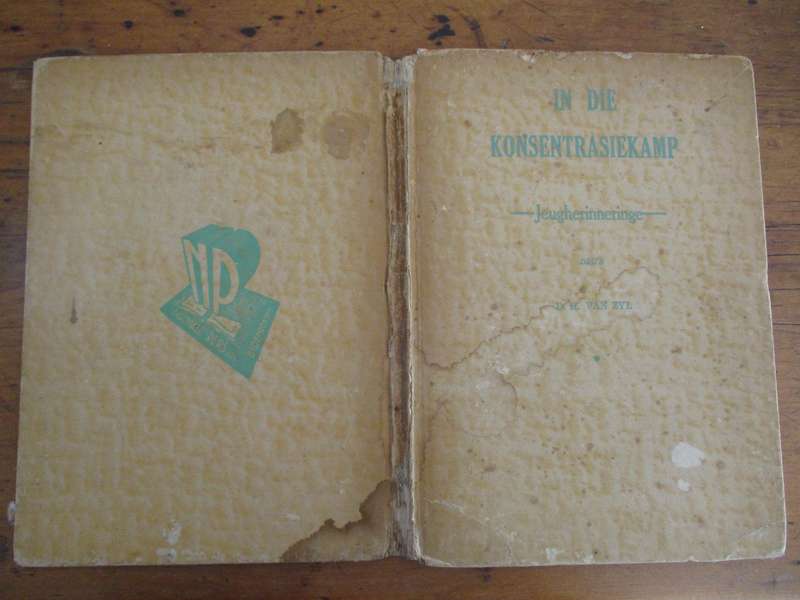 IN DIE
KONSENTRASIEKAMP
Jeugherinneringe
deur
D. H. VAN ZYL
NP